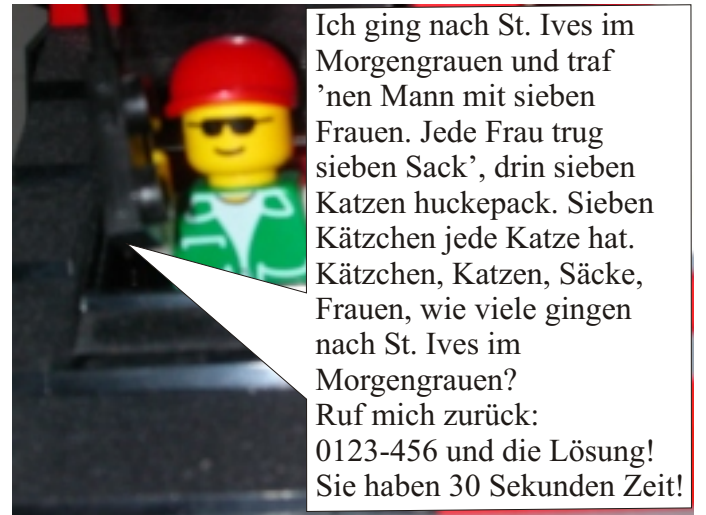 Ich ging nach St. Ives im
Morgengrauen und traf
’nen Mann mit sieben
Frauen. Jede Frau trug
sieben Sack’, drin sieben
Katzen huckepack. Sieben
Kätzchen jede Katze hat.
Kätzchen, Katzen, Säcke,
Frauen, wie viele gingen
nach St. Ives im
Morgengrauen?
Ruf mich zurück:
0123-456 und die Lösung!
Sie haben 30 Sekunden Zeit!